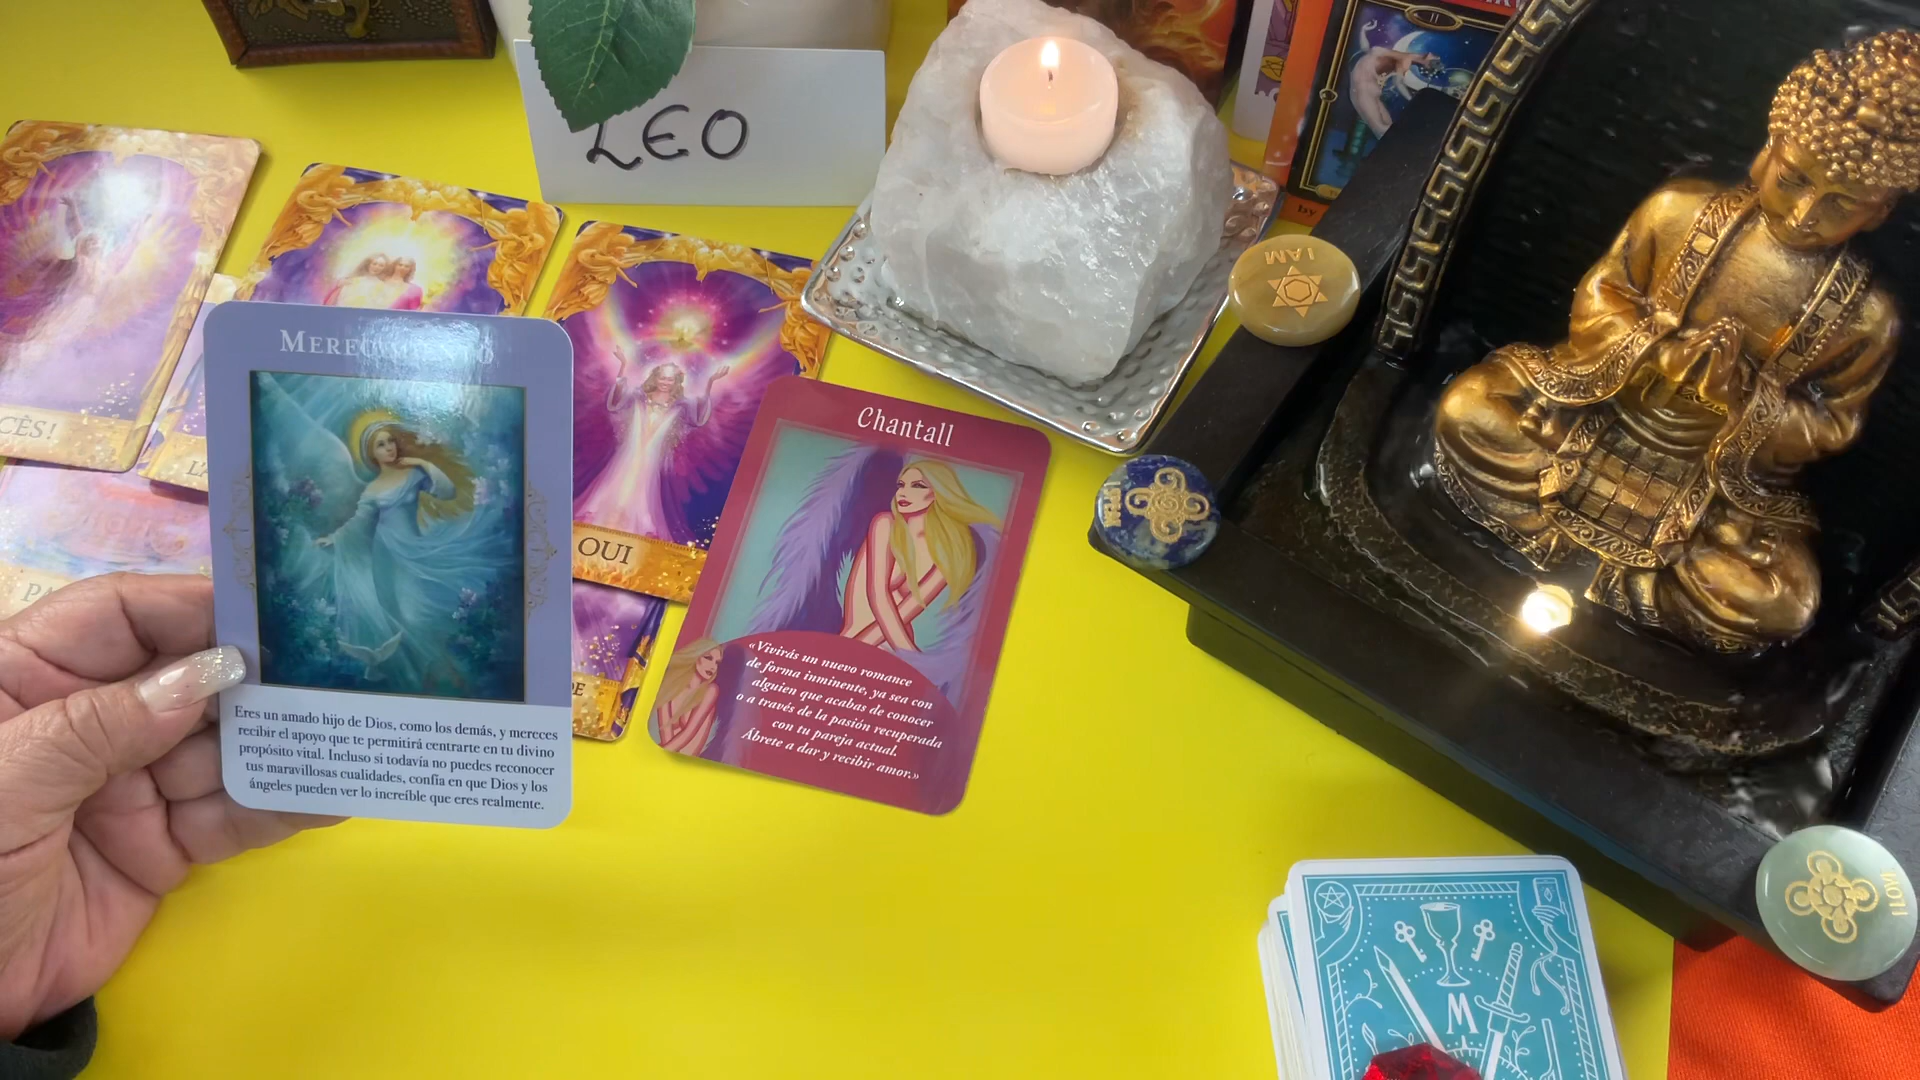 LEO
II
BY
I AM
CÈS!
MERECIMIENTO
OUI
DE
Eres un amado hijo de Dios, como los demás, y mereces
recibir el apoyo que te permitirá centrarte en tu divino
propósito vital. Incluso si todavía no puedes reconocer
tus maravillosas cualidades, confía en que Dios y los
ángeles pueden ver lo increíble que eres realmente.
Chantall
«Vivirás un nuevo romance
de forma inminente, ya sea con
alguien que acabas de conocer
o a través de la pasión recuperada
con tu pareja actual.
Ábrete a dar y recibir amor.»
W